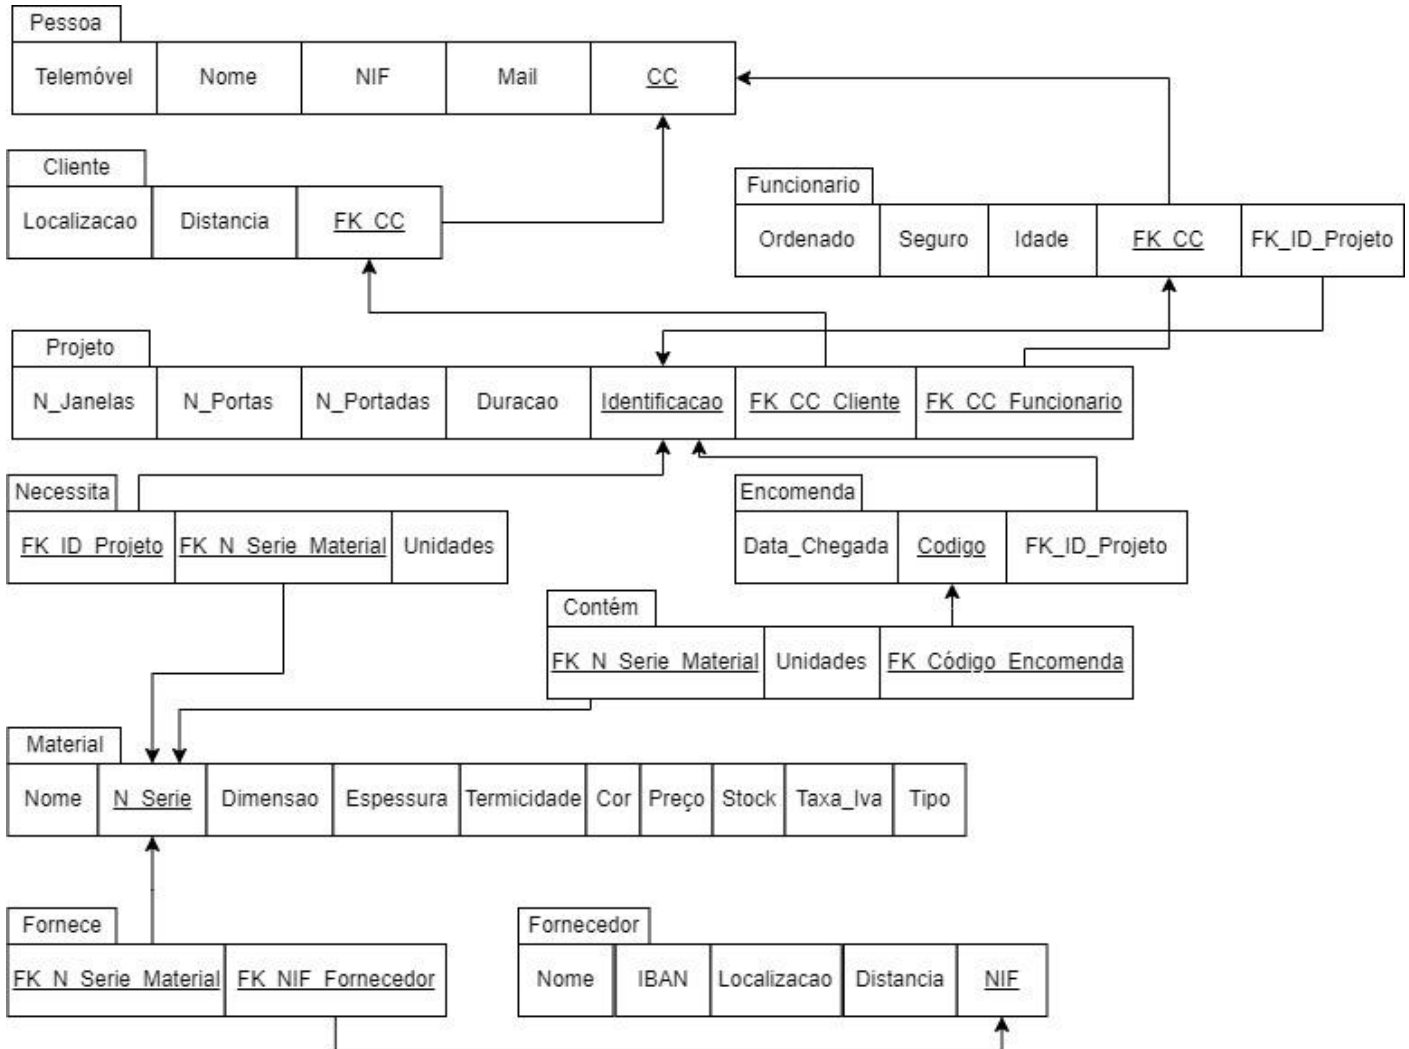 Pessoa
Telemóvel Nome NIF Mail CC
Cliente
Localizacao Distancia FK_CC
Funcionario
Ordenado Seguro Idade FK_CC FK_ID_Projeto
Projeto
N_Janelas N_Portas N_Portadas Duracao Identificacao FK_CC_Cliente FK_CC_Funcionario
Necessita
FK_ID_Projeto FK_N_Serie_Material Unidades
Encomenda
Data_Chegada Codigo FK_ID_Projeto
Contém
FK_N_Serie_Material Unidades FK_Código_Encomenda
Material
Nome N_Serie Dimensao Espessura Termicidade Cor Preço Stock Taxa_Iva Tipo
Fornece
FK_N_Serie_Material FK_NIF_Fornecedor
Fornecedor
Nome IBAN Localizacao Distancia NIF